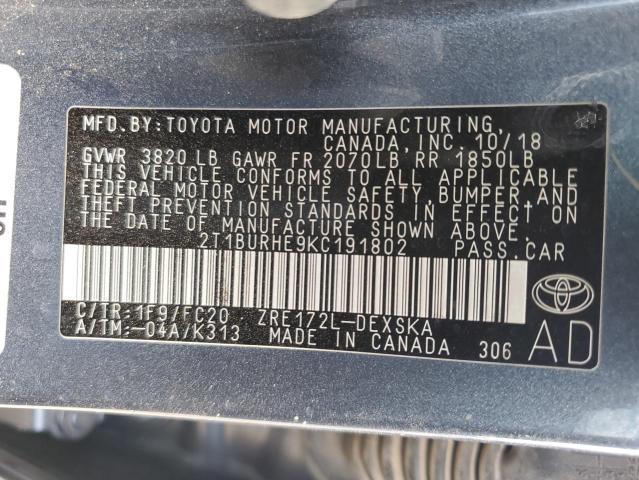 MFD.BY:TOYOTA MOTOR MANUFACTURING,
CANADA, INC. 10/18
GVWR 3820 LB GAWR FR 2070LB RR 1850LB
THIS VEHICLE CONFORMS TO ALL APPLICABLE
FEDERAL MOTOR VEHICLE SAFETY, BUMPER, AND
THEFT PREVENTION STANDARDS IN EFFECT ON
THE DATE OF MANUFACTURE SHOWN ABOVE.
2T1BURHE9KC191802 PASS.CAR
C/TR:1F9/FC20 ZRE172L-DEXSKA
A/TM:-04A/K313 MADE IN CANADA 306
AD